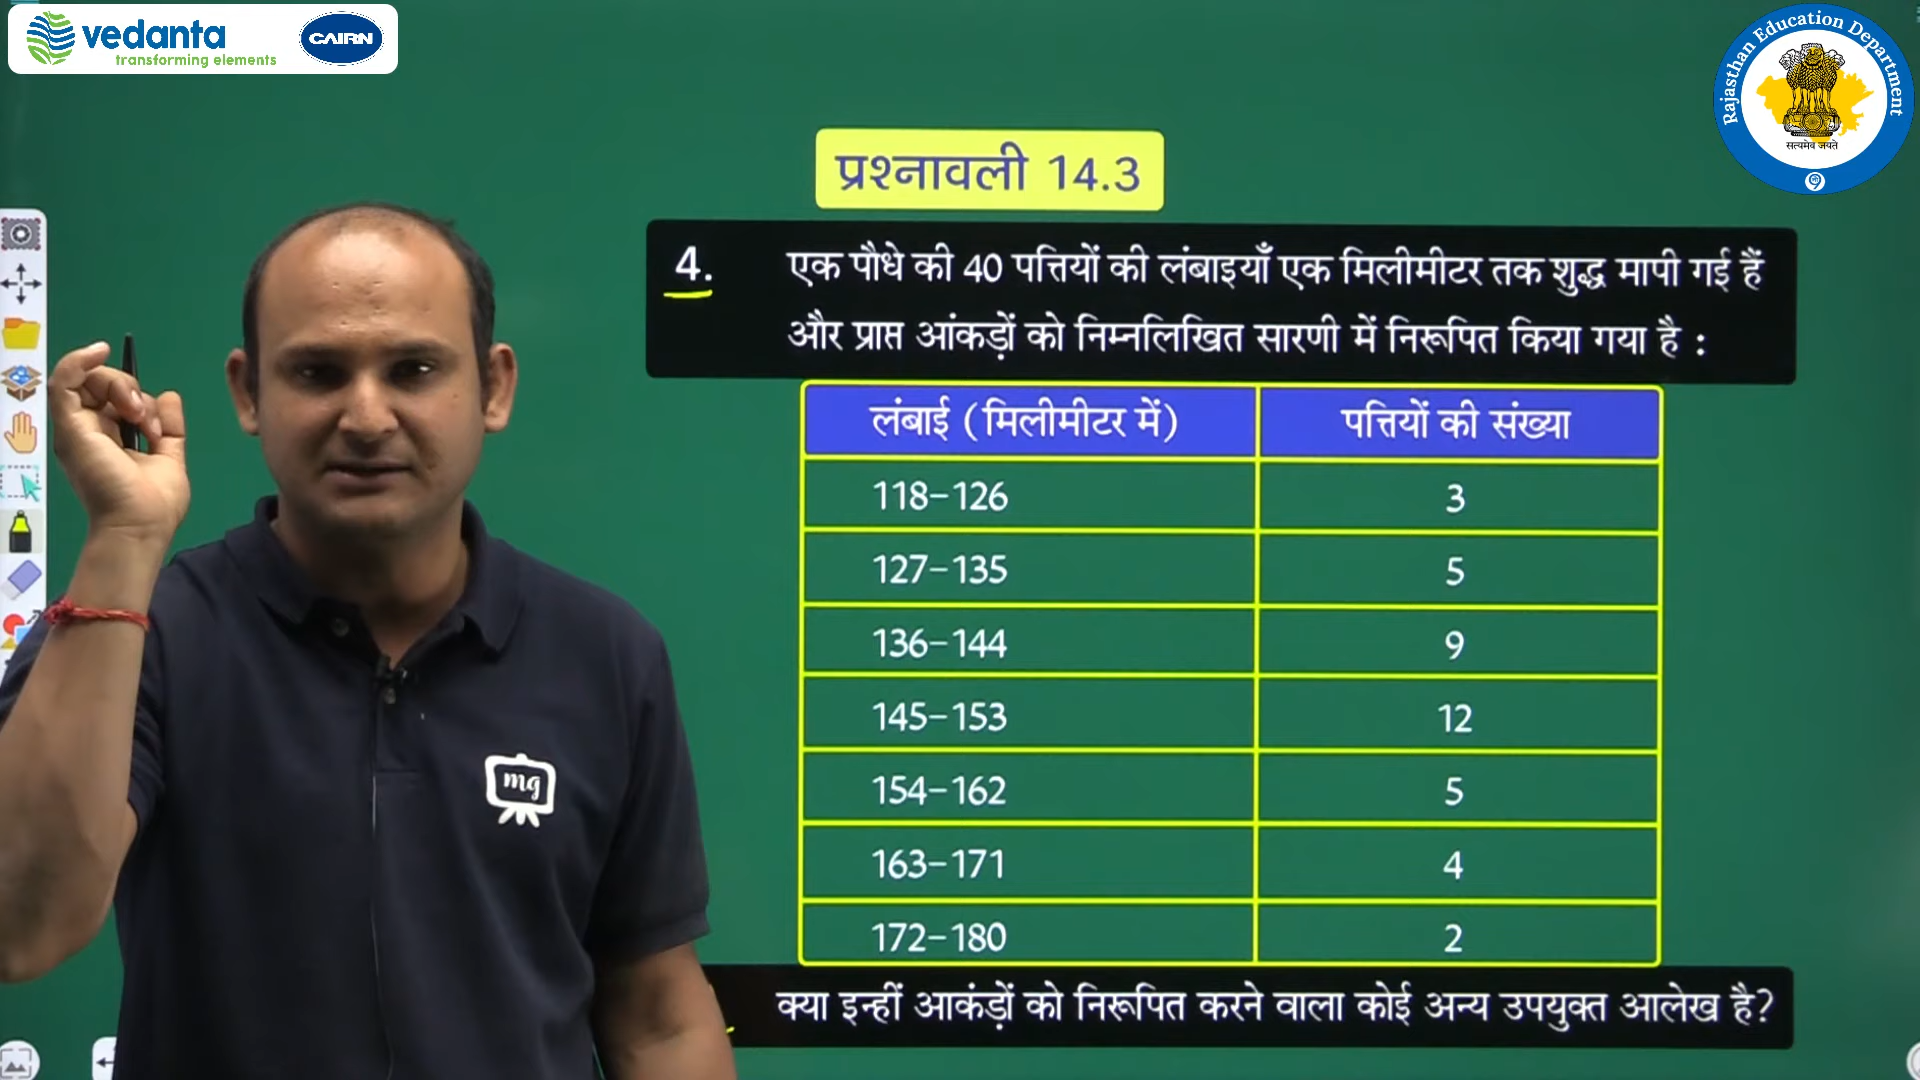 vedanta
transforming elements
CAIRN
Rajasthan Education Department
सत्यमेव जयते
प्रश्नावली 14.3
4. एक पौधे की 40 पत्तियों की लंबाइयाँ एक मिलीमीटर तक शुद्ध मापी गई हैं
और प्राप्त आंकड़ों को निम्नलिखित सारणी में निरूपित किया गया है :
लंबाई (मिलीमीटर में) पत्तियों की संख्या
118-126 3
127-135 5
136-144 9
145-153 12
154-162 5
163-171 4
172-180 2
क्या इन्हीं आकंड़ों को निरूपित करने वाला कोई अन्य उपयुक्त आलेख है?
mg